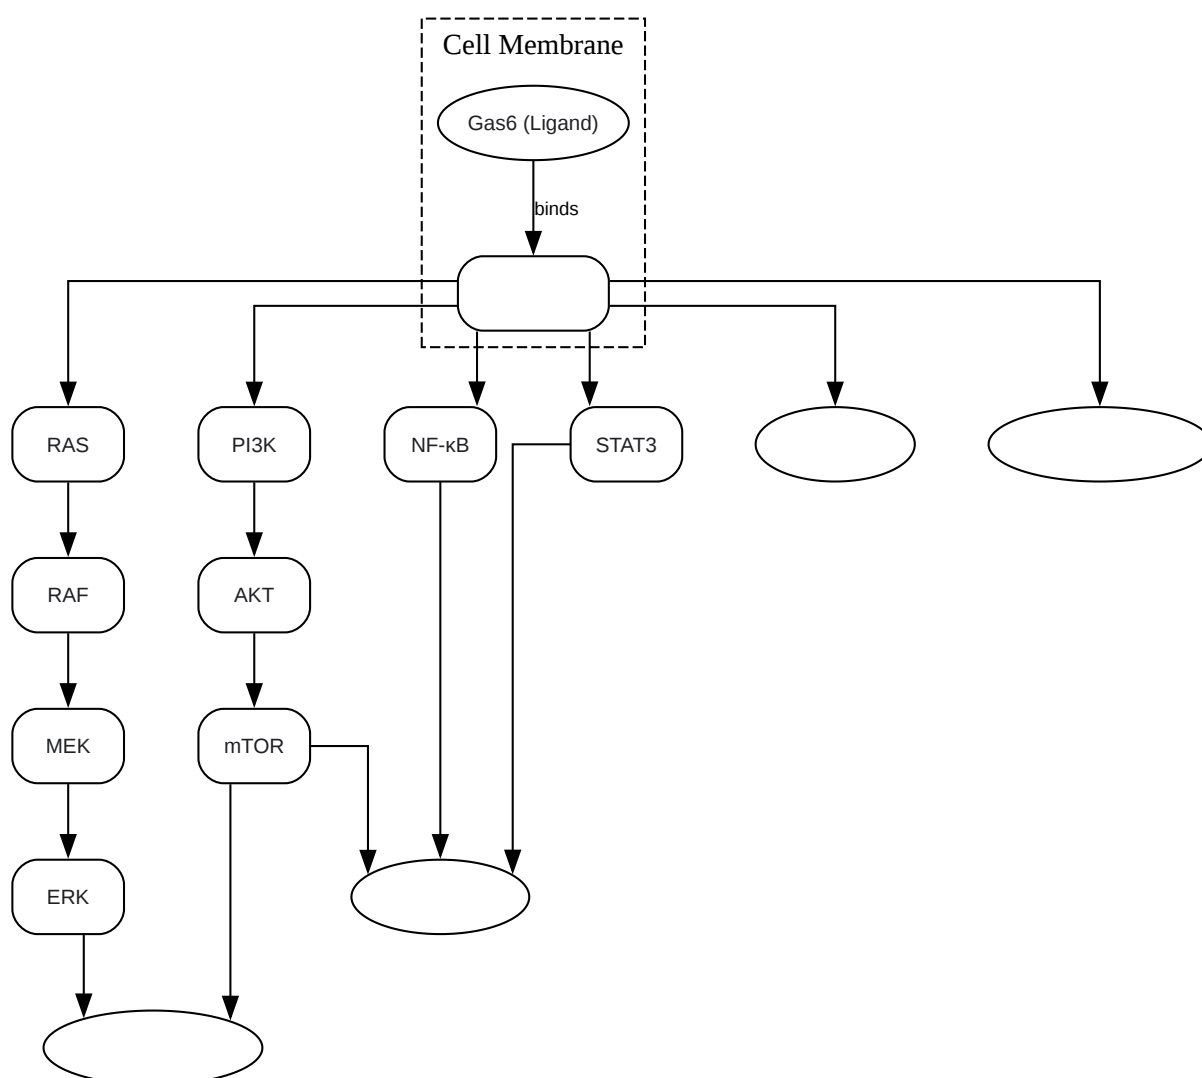 Cell Membrane
Gas6 (Ligand)
binds
RAS
PI3K
NF-κB
STAT3
RAF
AKT
MEK
mTOR
ERK